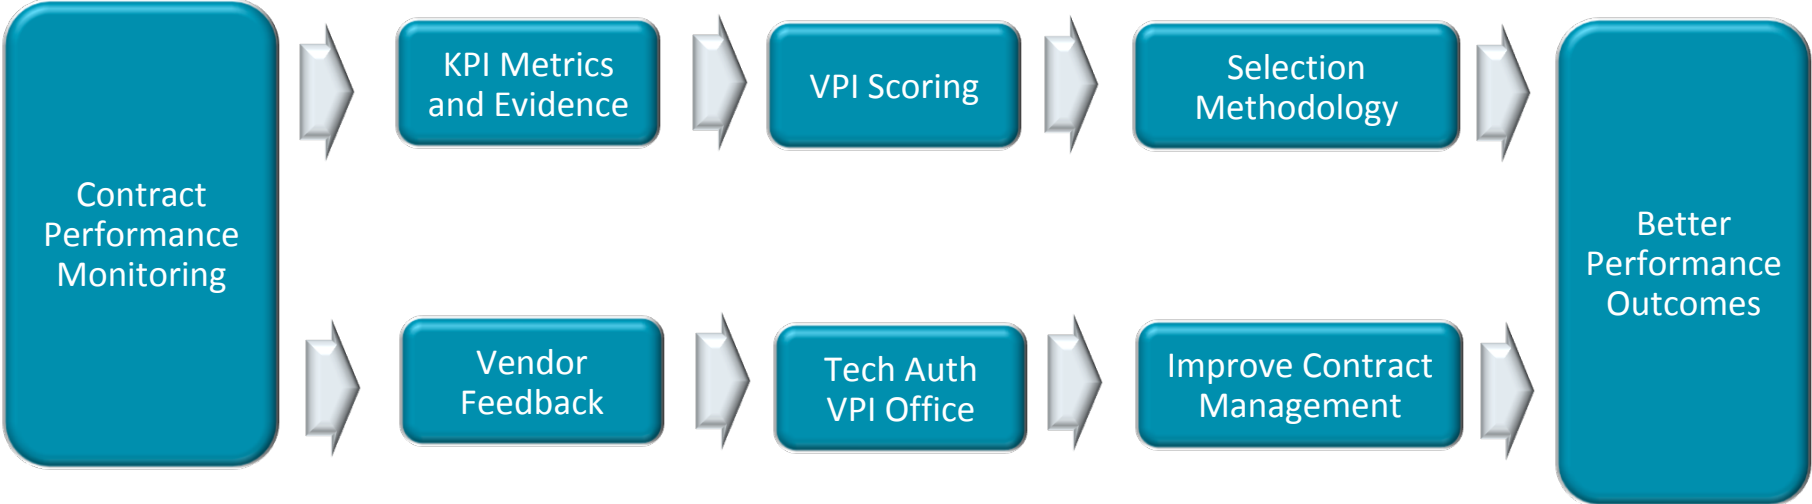 Contract
Performance
Monitoring
KPI Metrics
and Evidence
VPI Scoring
Selection
Methodology
Vendor
Feedback
Tech Auth
VPI Office
Improve Contract
Management
Better
Performance
Outcomes